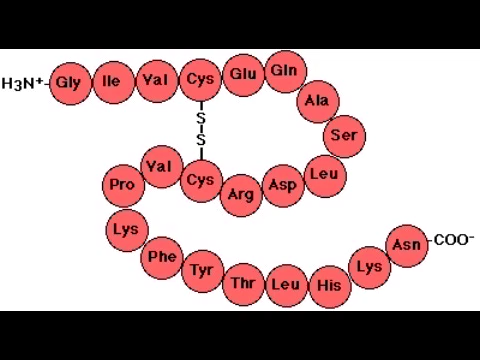 H3N+ Gly Ile Val Cys Glu Gln
Ala
Ser
S
S
Leu
Asp
Arg
Cys
Val
Pro
Lys
Phe
Tyr
Thr
Leu
His
Lys
Asn COO-